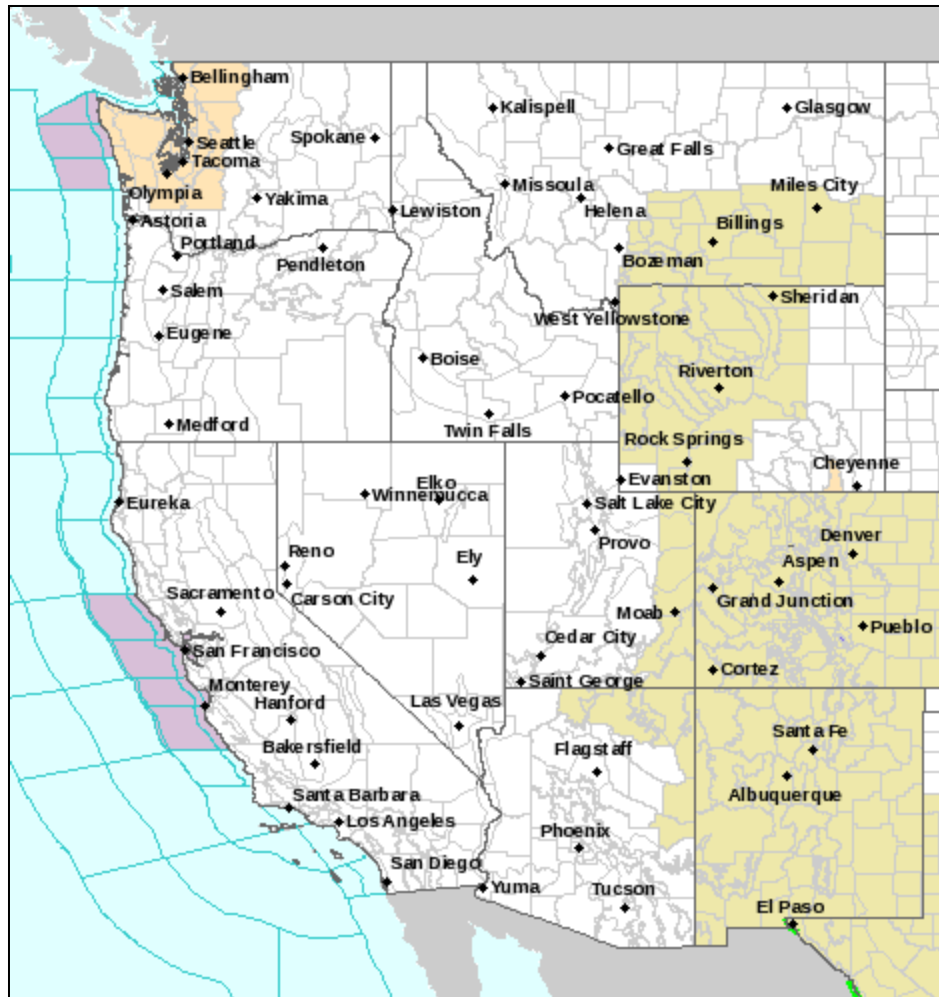 Bellingham
Kalispell
Glasgow
Seattle
Spokane
Great Falls
Tacoma
Olympia
Missoula
Miles City
Yakima
Helena
Lewiston
Astoria
Billings
Portland
Bozeman
Pendleton
Salem
Sheridan
West Yellowstone
Eugene
Boise
Riverton
Pocatello
Medford
Twin Falls
Rock Springs
Cheyenne
Elko
Evanston
Winnemucca
Eureka
Salt Lake City
Denver
Provo
Reno
Ely
Aspen
Sacramento
Carson City
Grand Junction
Moab
Pueblo
Cedar City
San Francisco
Cortez
Saint George
Monterey
Hanford
Las Vegas
Santa Fe
Bakersfield
Flagstaff
Albuquerque
Santa Barbara
Los Angeles
Phoenix
San Diego
Yuma
Tucson
El Paso